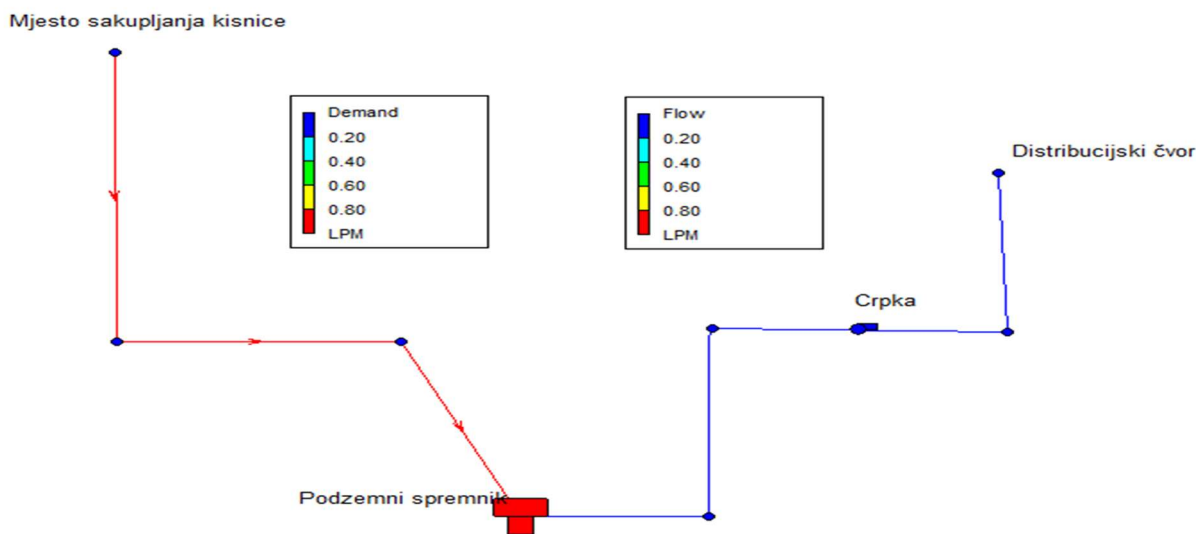 Mjesto sakupljanja kisnice
Demand
0.20
0.40
0.60
0.80
LPM
Flow
0.20
0.40
0.60
0.80
LPM
Distribucijski čvor
Crpka
Podzemni spremnik